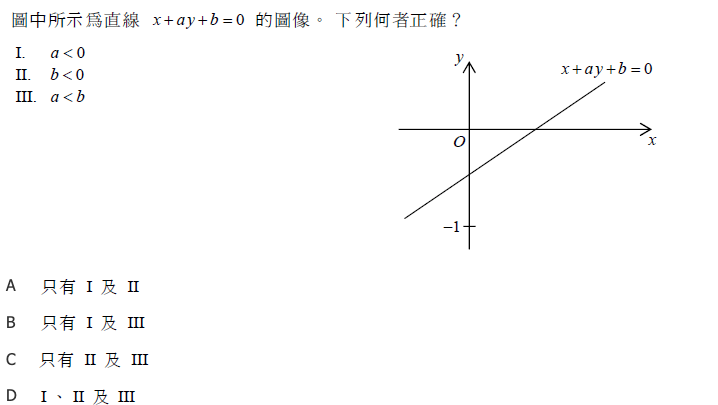 圖中所示為直線 x+ay+b=0 的圖像。下列何者正確？
I. a<0
II. b<0
III. a<b
y
x+ay+b=0
O
x
−1
A 只有 I 及 II
B 只有 I 及 III
C 只有 II 及 III
D I、II 及 III